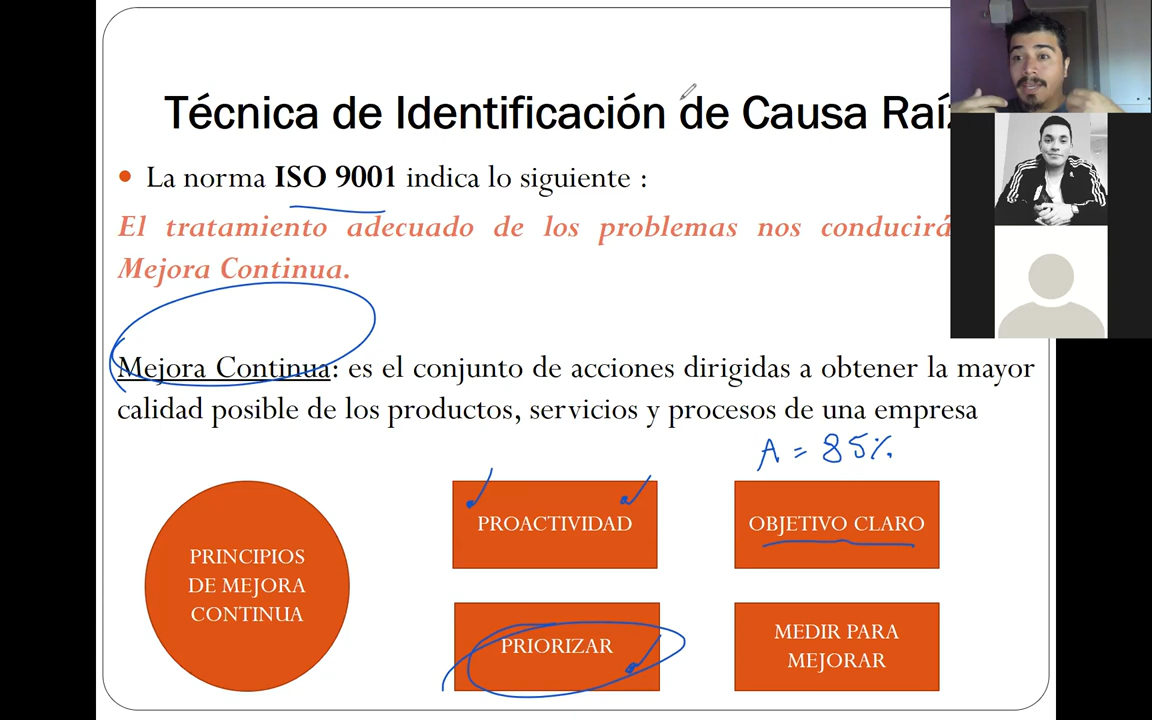 Técnica de Identificación de Causa Raí
• La norma ISO 9001 indica lo siguiente :
El tratamiento adecuado de los problemas nos conducirá
Mejora Continua.
Mejora Continua: es el conjunto de acciones dirigidas a obtener la mayor
calidad posible de los productos, servicios y procesos de una empresa
A = 85%
PRINCIPIOS
DE MEJORA
CONTINUA
PROACTIVIDAD
OBJETIVO CLARO
PRIORIZAR
MEDIR PARA
MEJORAR